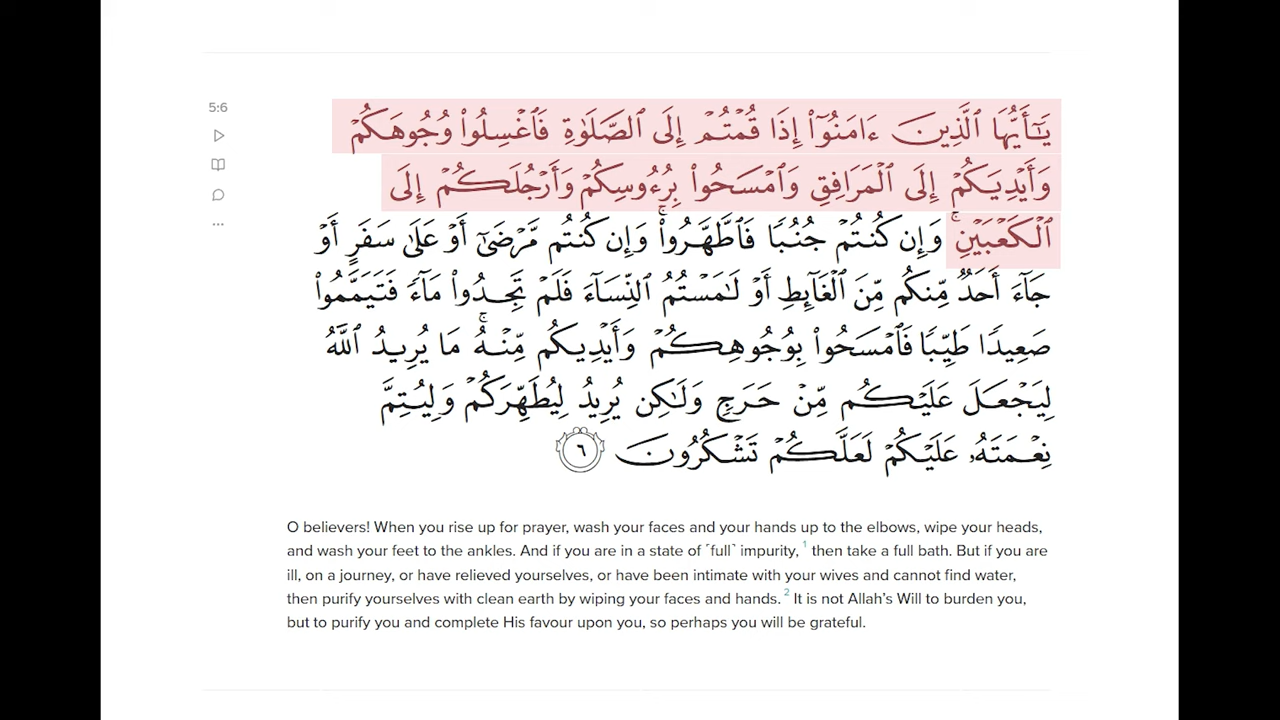 5:6
يَـٰٓأَيُّهَا ٱلَّذِينَ ءَامَنُوٓا۟ إِذَا قُمْتُمْ إِلَى ٱلصَّلَوٰةِ فَٱغْسِلُوا۟ وُجُوهَكُمْ
وَأَيْدِيَكُمْ إِلَى ٱلْمَرَافِقِ وَٱمْسَحُوا۟ بِرُءُوسِكُمْ وَأَرْجُلَكُمْ إِلَى
ٱلْكَعْبَيْنِ ۚ وَإِن كُنتُمْ جُنُبًا فَٱطَّهَّرُوا۟ ۚ وَإِن كُنتُم مَّرْضَىٰٓ أَوْ عَلَىٰ سَفَرٍ أَوْ
جَآءَ أَحَدٌ مِّنكُم مِّنَ ٱلْغَآئِطِ أَوْ لَـٰمَسْتُمُ ٱلنِّسَآءَ فَلَمْ تَجِدُوا۟ مَآءً فَتَيَمَّمُوا۟
صَعِيدًا طَيِّبًا فَٱمْسَحُوا۟ بِوُجُوهِكُمْ وَأَيْدِيكُم مِّنْهُ ۚ مَا يُرِيدُ ٱللَّهُ
لِيَجْعَلَ عَلَيْكُم مِّنْ حَرَجٍ وَلَـٰكِن يُرِيدُ لِيُطَهِّرَكُمْ وَلِيُتِمَّ
نِعْمَتَهُۥ عَلَيْكُمْ لَعَلَّكُمْ تَشْكُرُونَ ٦
O believers! When you rise up for prayer, wash your faces and your hands up to the elbows, wipe your heads,
and wash your feet to the ankles. And if you are in a state of ˹full˺ impurity,1 then take a full bath. But if you are
ill, on a journey, or have relieved yourselves, or have been intimate with your wives and cannot find water,
then purify yourselves with clean earth by wiping your faces and hands.2 It is not Allah’s Will to burden you,
but to purify you and complete His favour upon you, so perhaps you will be grateful.